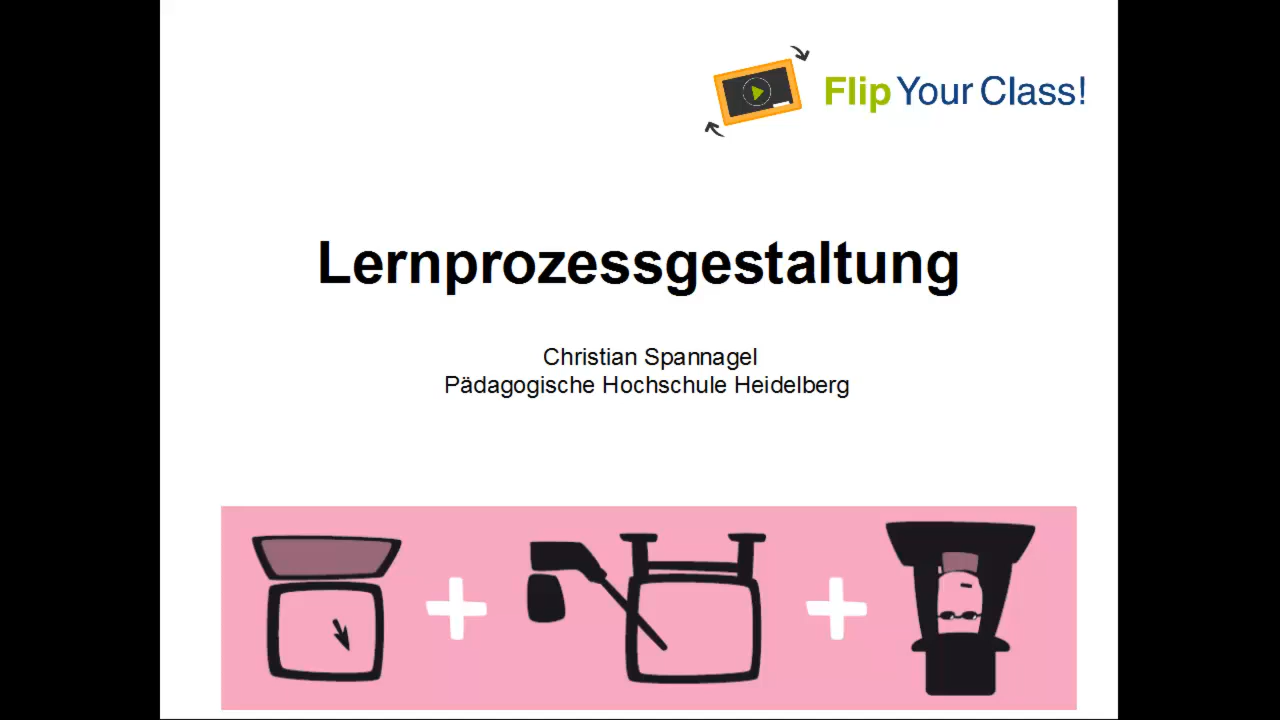 Flip Your Class!
Lernprozessgestaltung
Christian Spannagel
Pädagogische Hochschule Heidelberg